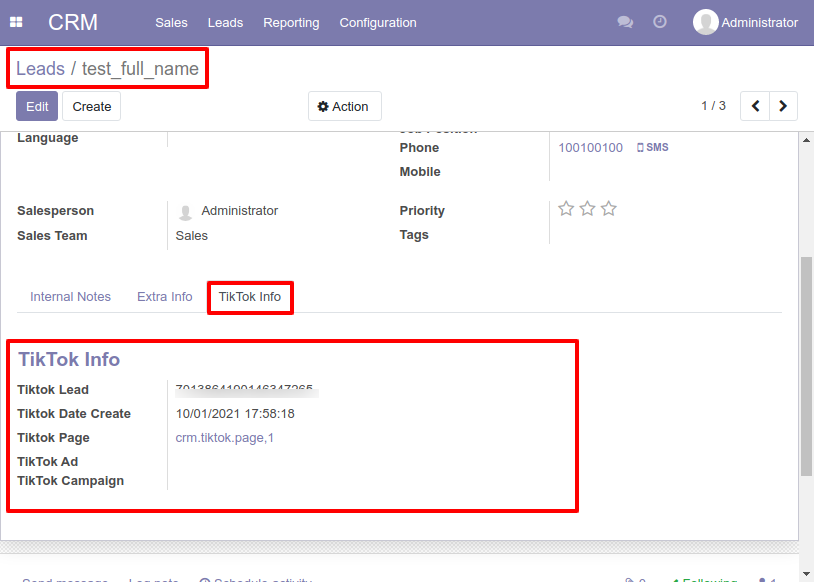 CRM Sales Leads Reporting Configuration Administrator
Leads / test_full_name
Edit Create Action 1 / 3
Language
Job Position
Phone 100100100 SMS
Mobile
Salesperson Administrator Priority
Sales Team Sales Tags
Internal Notes Extra Info TikTok Info
TikTok Info
Tiktok Lead
Tiktok Date Create 10/01/2021 17:58:18
Tiktok Page crm.tiktok.page,1
TikTok Ad
TikTok Campaign
Send message Log note Schedule activity 0 Following 1